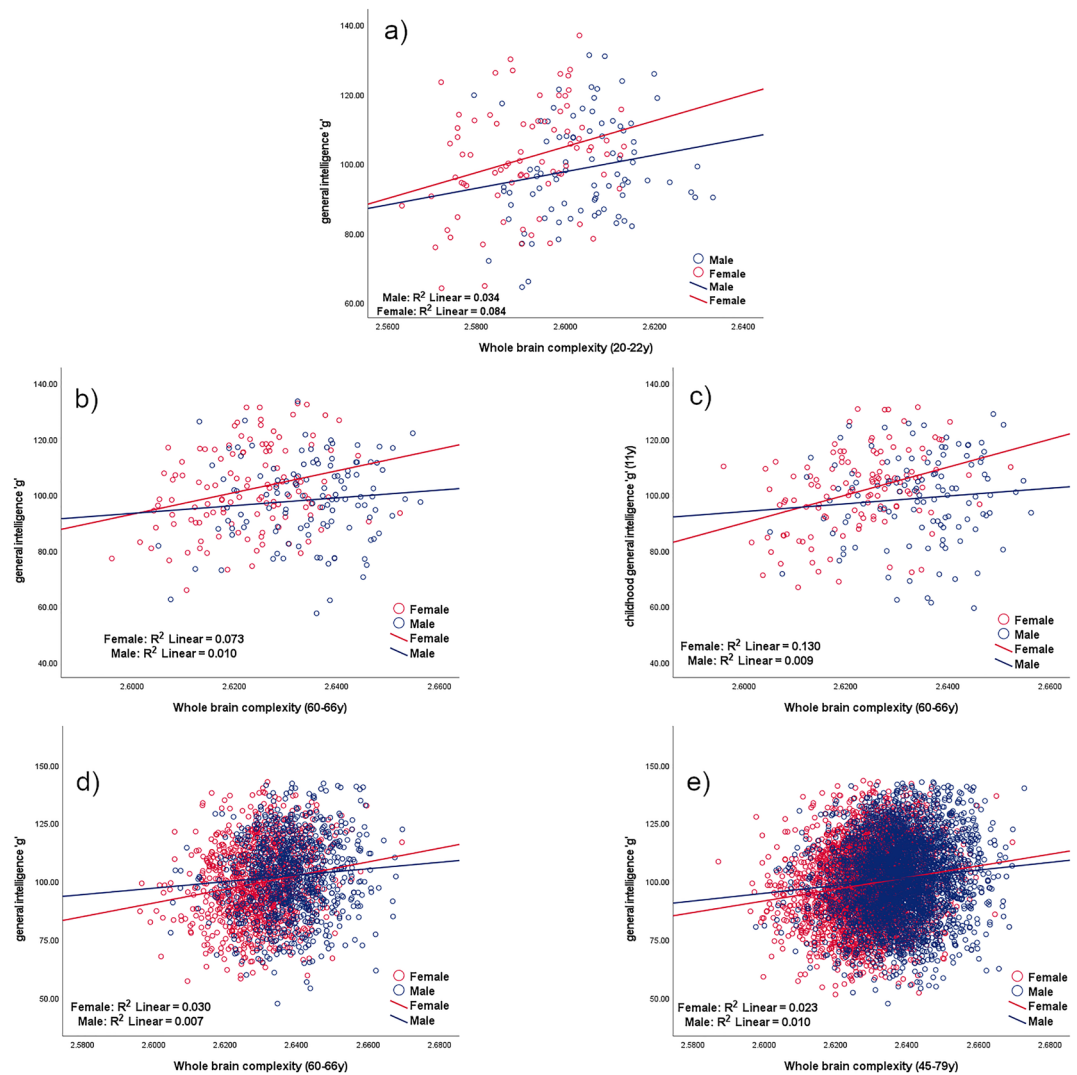 a)
140.00
120.00
100.00
80.00
60.00
general intelligence 'g'
Male
Female
Male
Female
Male: R2 Linear = 0.034
Female: R2 Linear = 0.084
2.5600 2.5800 2.6000 2.6200 2.6400
Whole brain complexity (20-22y)
b)
140.00
120.00
100.00
80.00
60.00
40.00
general intelligence 'g'
Female
Male
Female
Male
Female: R2 Linear = 0.073
Male: R2 Linear = 0.010
2.6000 2.6200 2.6400 2.6600
Whole brain complexity (60-66y)
c)
140.00
120.00
100.00
80.00
60.00
40.00
childhood general intelligence 'g' (11y)
Female
Male
Female
Male
Female: R2 Linear = 0.130
Male: R2 Linear = 0.009
2.6000 2.6200 2.6400 2.6600
Whole brain complexity (60-66y)
d)
150.00
125.00
100.00
75.00
50.00
general intelligence 'g'
Female
Male
Female
Male
Female: R2 Linear = 0.030
Male: R2 Linear = 0.007
2.5800 2.6000 2.6200 2.6400 2.6600 2.6800
Whole brain complexity (60-66y)
e)
150.00
125.00
100.00
75.00
50.00
general intelligence 'g'
Female
Male
Female
Male
Female: R2 Linear = 0.023
Male: R2 Linear = 0.010
2.5800 2.6000 2.6200 2.6400 2.6600 2.6800
Whole brain complexity (45-79y)